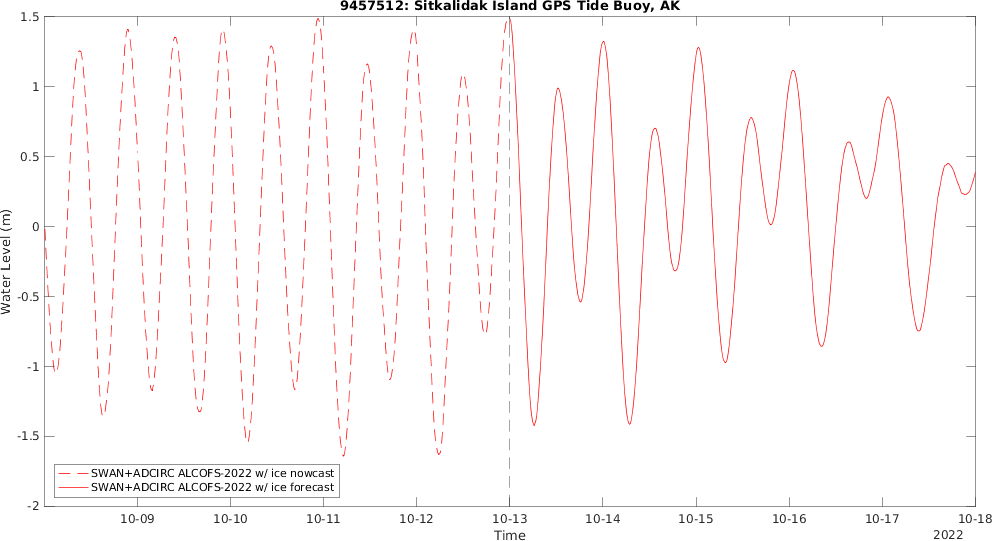 9457512: Sitkalidak Island GPS Tide Buoy, AK
1.5
1
0.5
0
-0.5
-1
-1.5
-2
Water Level (m)
SWAN+ADCIRC ALCOFS-2022 w/ ice nowcast
SWAN+ADCIRC ALCOFS-2022 w/ ice forecast
10-09 10-10 10-11 10-12 10-13 10-14 10-15 10-16 10-17 10-18
Time
2022